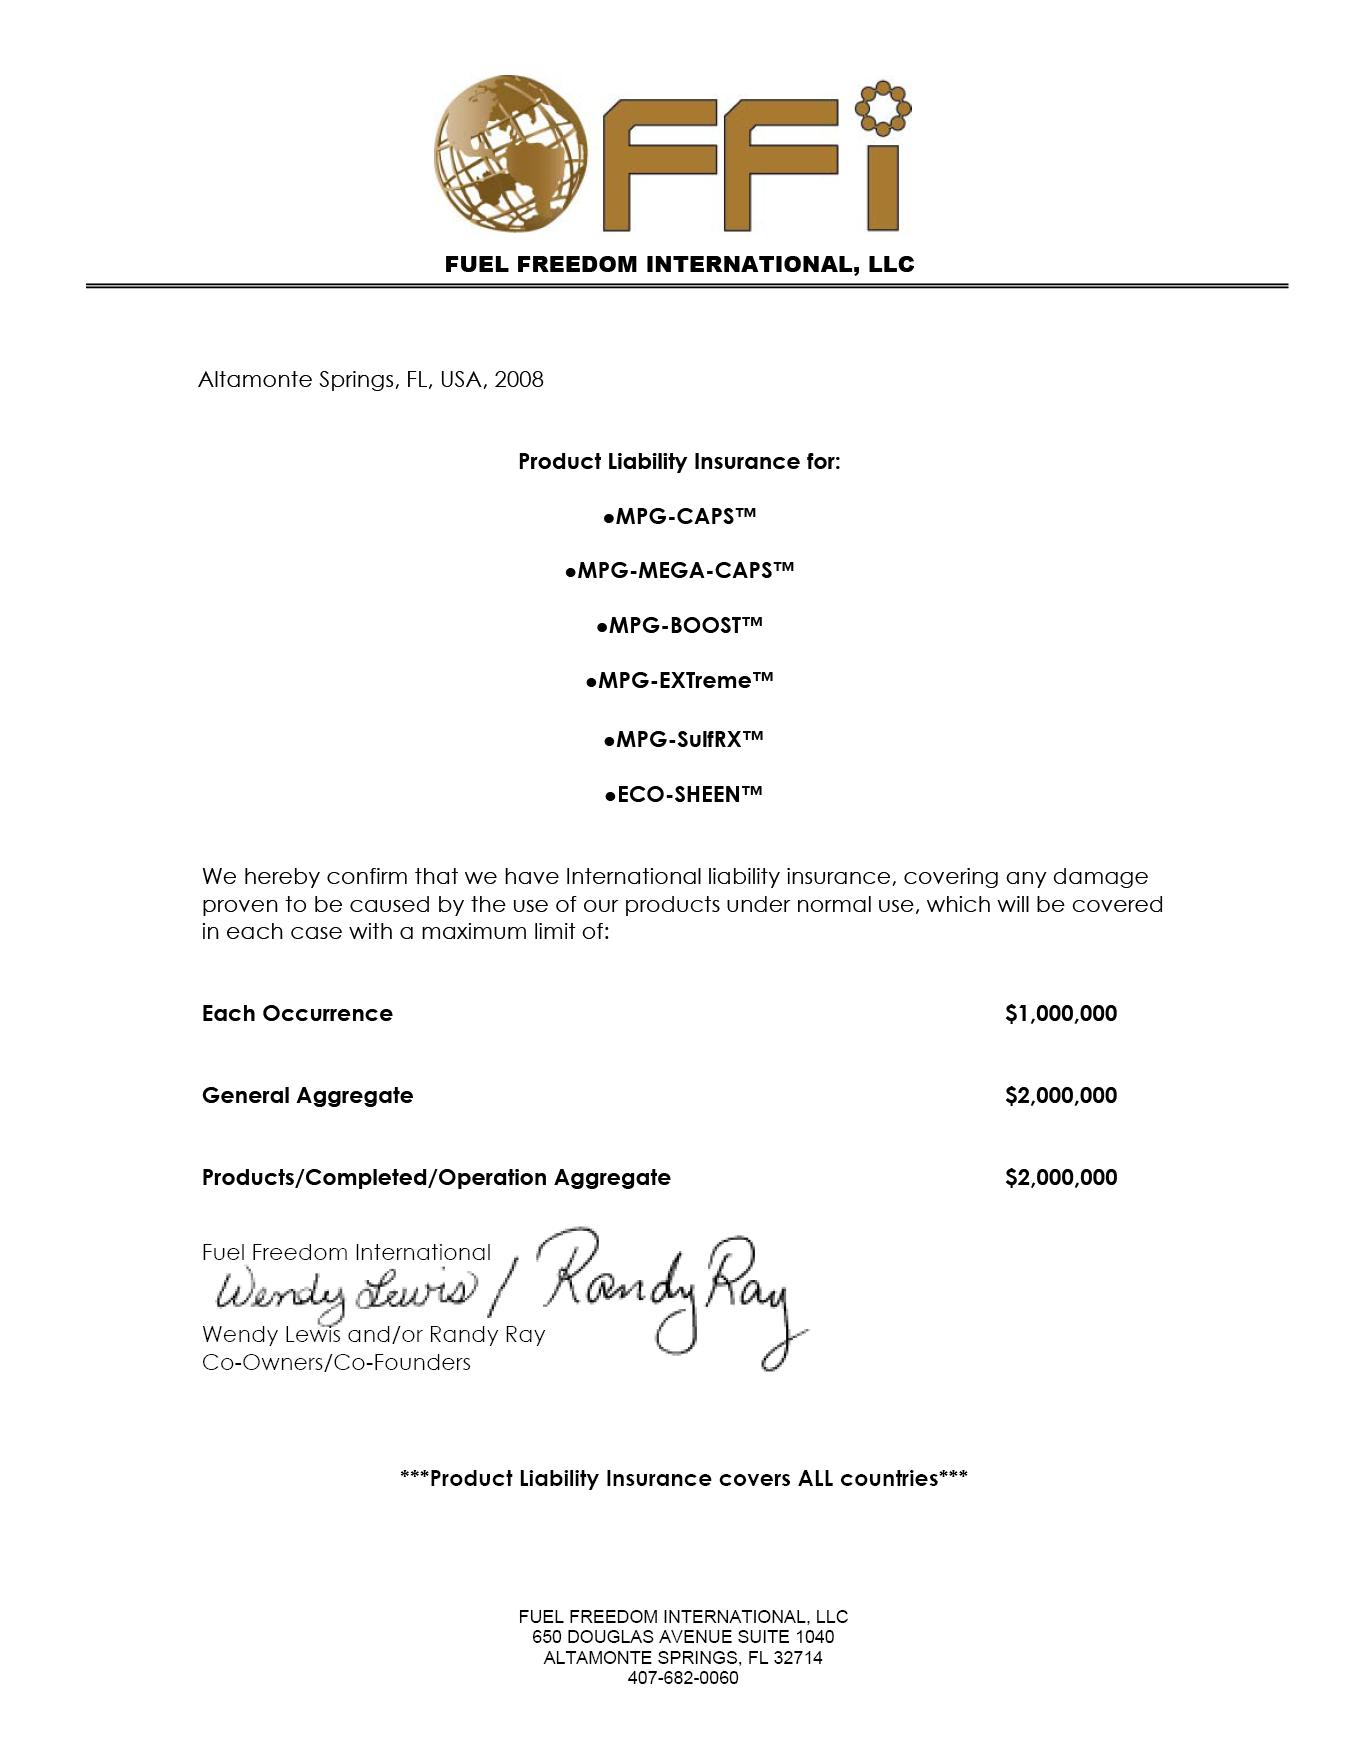 FFi
FUEL FREEDOM INTERNATIONAL, LLC
Altamonte Springs, FL, USA, 2008
Product Liability Insurance for:
●MPG-CAPS™
●MPG-MEGA-CAPS™
●MPG-BOOST™
●MPG-EXTreme™
●MPG-SulfRX™
●ECO-SHEEN™
We hereby confirm that we have International liability insurance, covering any damage
proven to be caused by the use of our products under normal use, which will be covered
in each case with a maximum limit of:
Each Occurrence $1,000,000
General Aggregate $2,000,000
Products/Completed/Operation Aggregate $2,000,000
Fuel Freedom International
Wendy Lewis / Randy Ray
Wendy Lewis and/or Randy Ray
Co-Owners/Co-Founders
***Product Liability Insurance covers ALL countries***
FUEL FREEDOM INTERNATIONAL, LLC
650 DOUGLAS AVENUE SUITE 1040
ALTAMONTE SPRINGS, FL 32714
407-682-0060